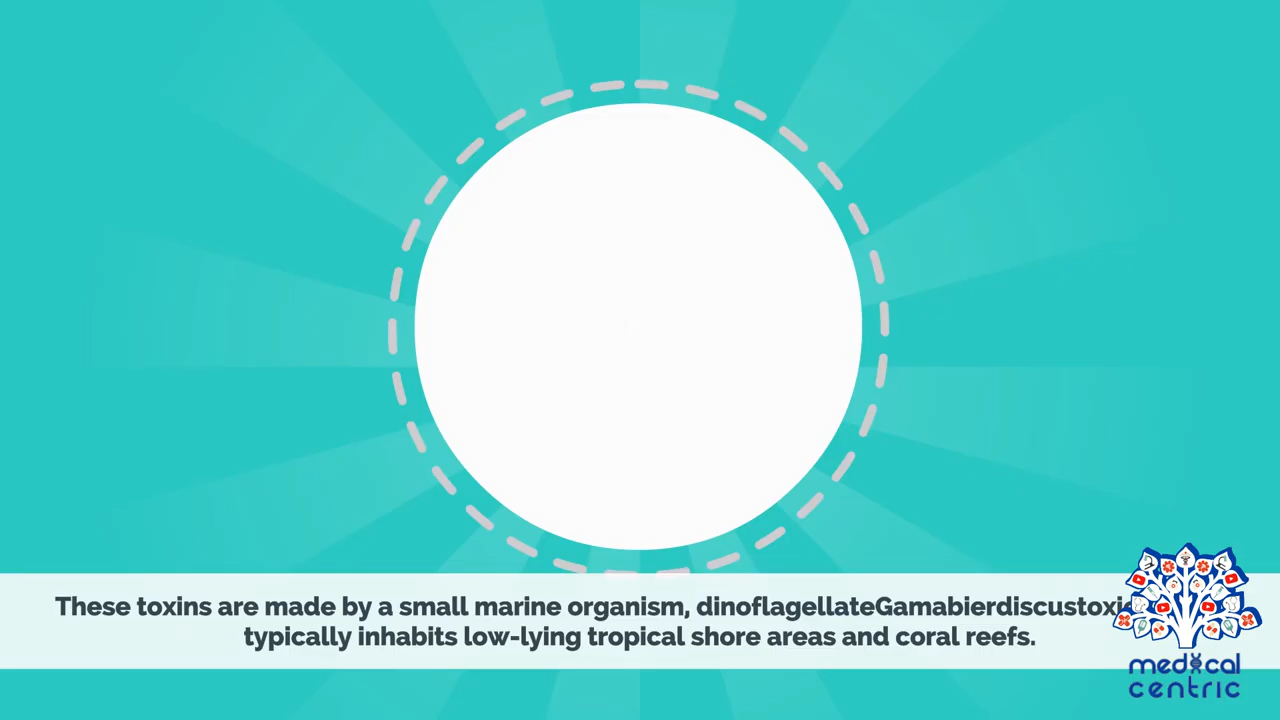 These toxins are made by a small marine organism, 
typically inhabits low-lying tropical shore areas and coral reefs.
medical
centric